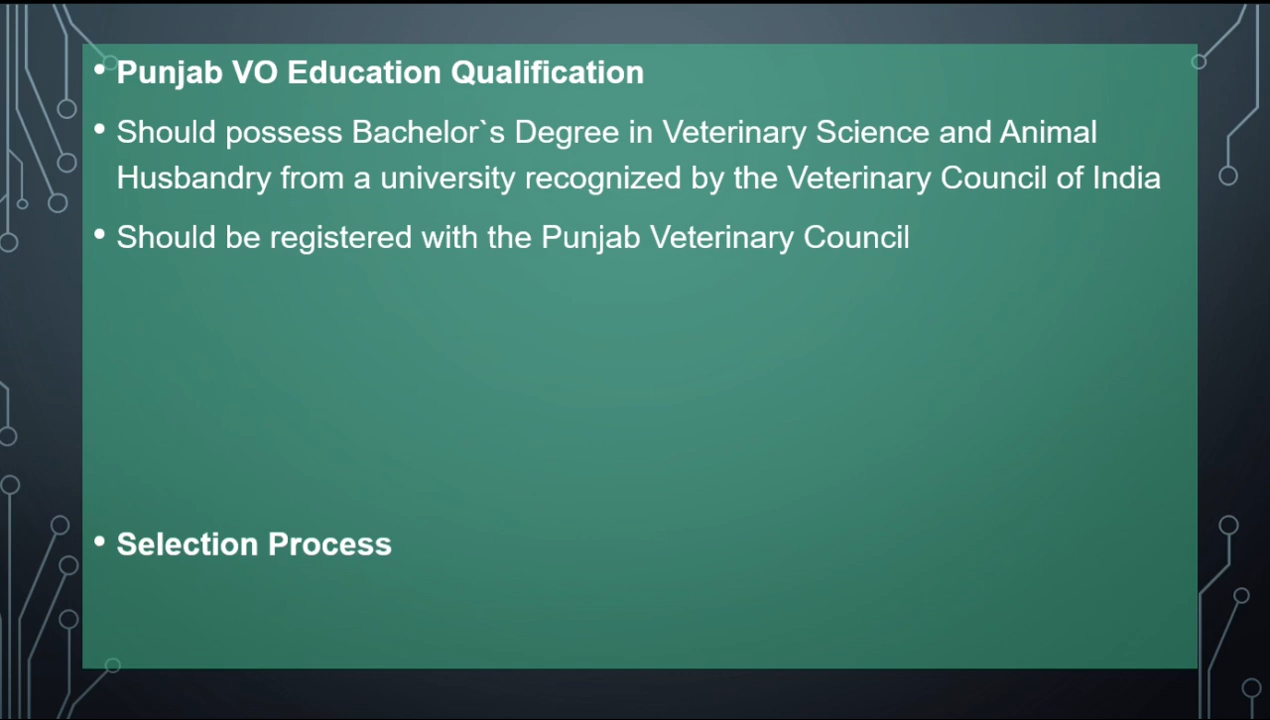 • Punjab VO Education Qualification
• Should possess Bachelor`s Degree in Veterinary Science and Animal
Husbandry from a university recognized by the Veterinary Council of India
• Should be registered with the Punjab Veterinary Council
• Selection Process